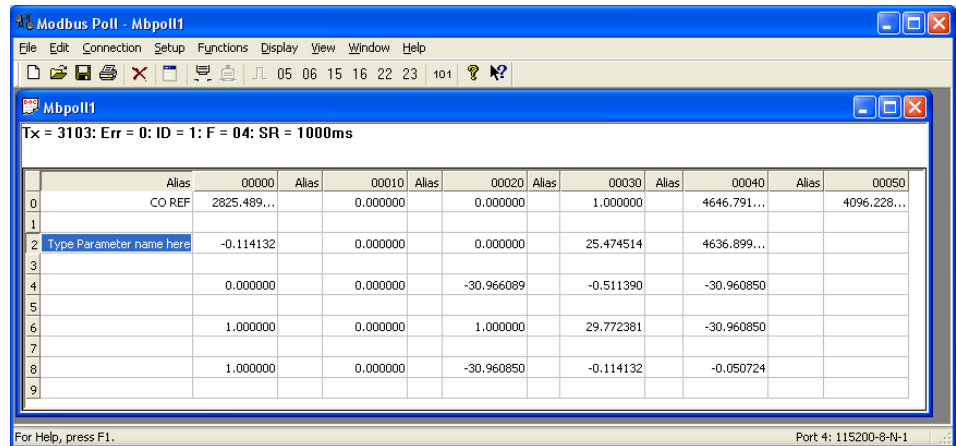 Modbus Poll - Mbpoll1
File Edit Connection Setup Functions Display View Window Help
05 06 15 16 22 23 101
Mbpoll1
Tx = 3103: Err = 0: ID = 1: F = 04: SR = 1000ms
Alias 00000 Alias 00010 Alias 00020 Alias 00030 Alias 00040 Alias 00050
0 CO REF 2825.489... 0.000000 0.000000 1.000000 4646.791... 4096.228...
1
2 Type Parameter name here -0.114132 0.000000 0.000000 25.474514 4636.899...
3
4 0.000000 0.000000 -30.966089 -0.511390 -30.960850
5
6 1.000000 0.000000 1.000000 29.772381 -30.960850
7
8 1.000000 0.000000 -30.960850 -0.114132 -0.050724
9
For Help, press F1. Port 4: 115200-8-N-1